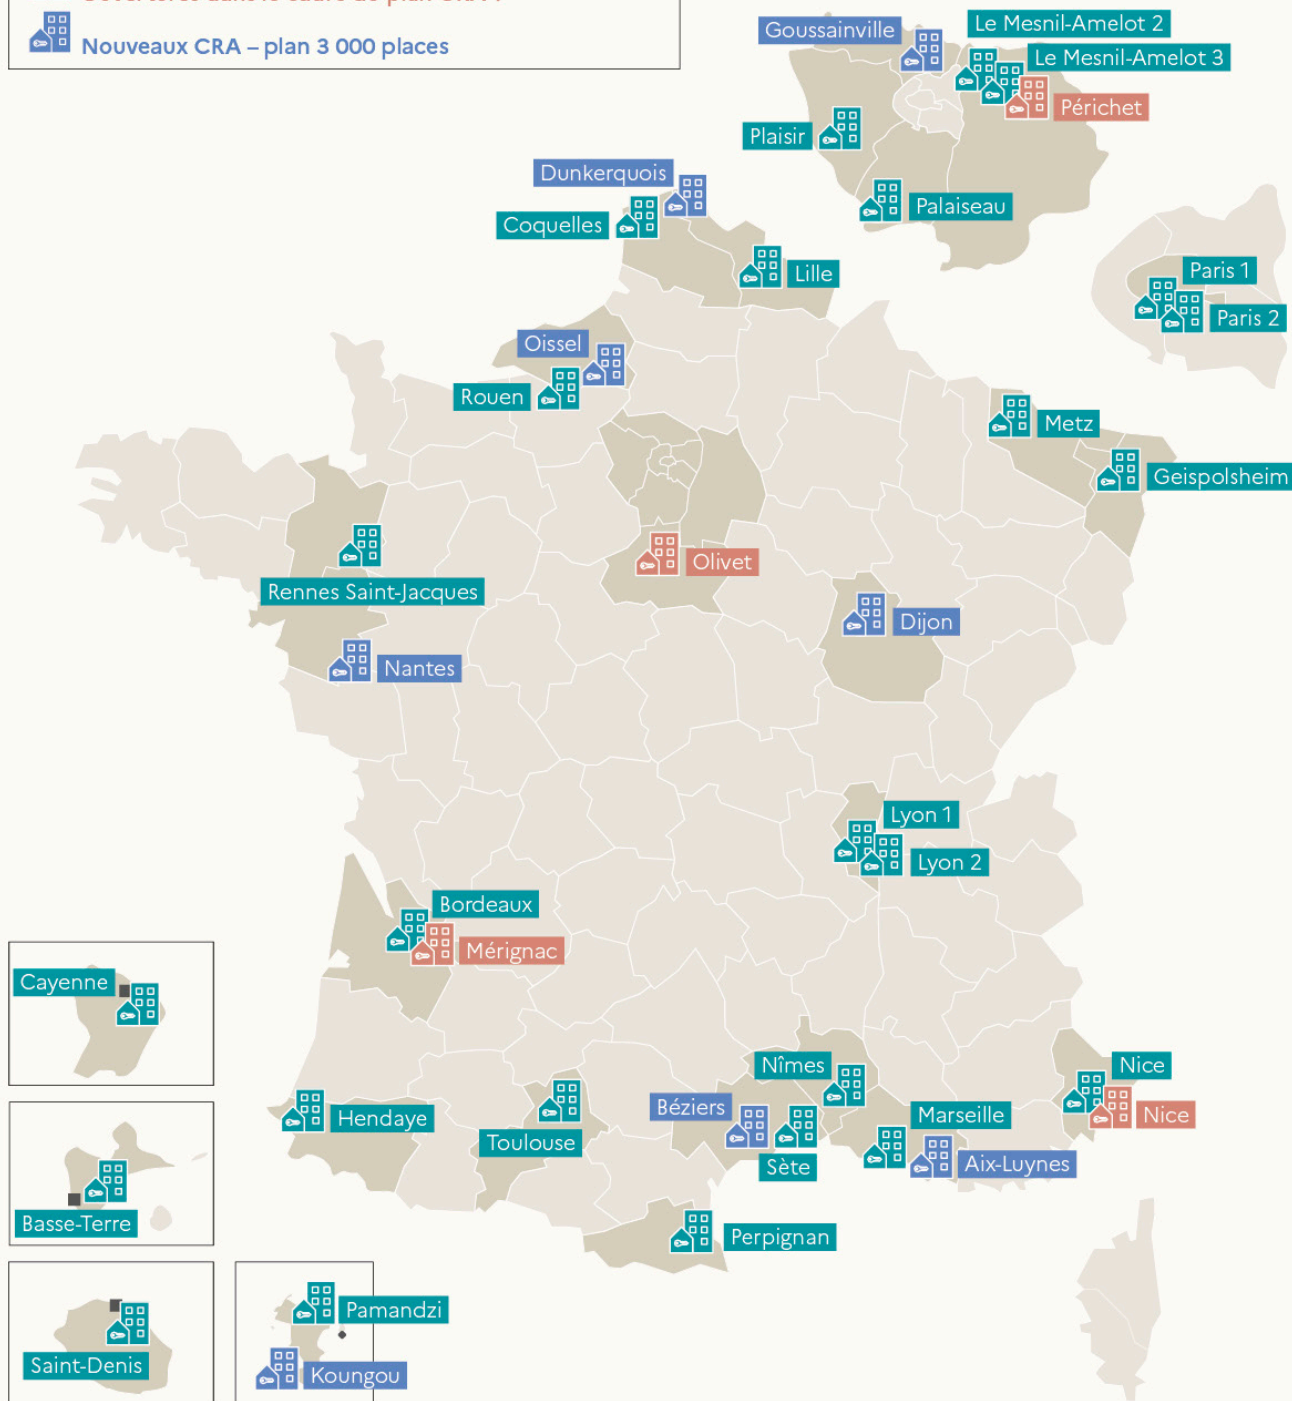 Nouveaux CRA – plan 3 000 places
Goussainville
Le Mesnil-Amelot 2
Le Mesnil-Amelot 3
Périchet
Plaisir
Palaiseau
Dunkerquois
Coquelles
Lille
Paris 1
Paris 2
Oissel
Rouen
Metz
Geispolsheim
Olivet
Rennes Saint-Jacques
Dijon
Nantes
Lyon 1
Lyon 2
Bordeaux
Mérignac
Cayenne
Nîmes
Nice
Nice
Hendaye
Béziers
Marseille
Toulouse
Sète
Aix-Luynes
Basse-Terre
Perpignan
Pamandzi
Saint-Denis
Koungou